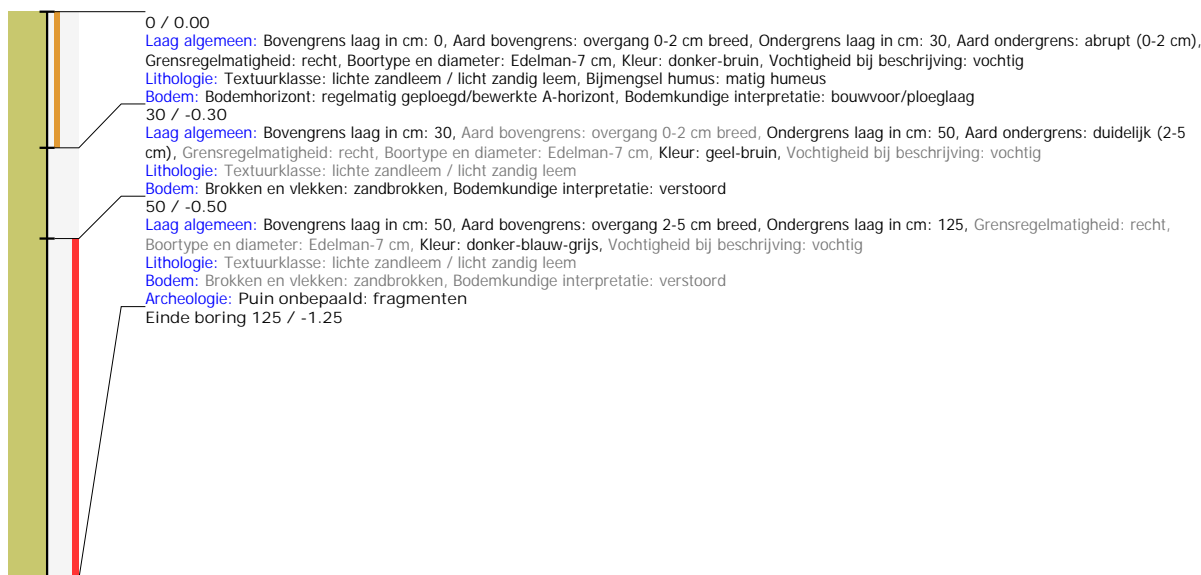 0 / 0.00
Laag algemeen: Bovengrens laag in cm: 0, Aard bovengrens: overgang 0-2 cm breed, Ondergrens laag in cm: 30, Aard ondergrens: abrupt (0-2 cm),
Grensregelmatigheid: recht, Boortype en diameter: Edelman-7 cm, Kleur: donker-bruin, Vochtigheid bij beschrijving: vochtig
Lithologie: Textuurklasse: lichte zandleem / licht zandig leem, Bijmengsel humus: matig humeus
Bodem: Bodemhorizont: regelmatig geploegd/bewerkte A-horizont, Bodemkundige interpretatie: bouwvoor/ploeglaag
30 / -0.30
Laag algemeen: Bovengrens laag in cm: 30, Aard bovengrens: overgang 0-2 cm breed, Ondergrens laag in cm: 50, Aard ondergrens: duidelijk (2-5
cm), Grensregelmatigheid: recht, Boortype en diameter: Edelman-7 cm, Kleur: geel-bruin, Vochtigheid bij beschrijving: vochtig
Lithologie: Textuurklasse: lichte zandleem / licht zandig leem
Bodem: Brokken en vlekken: zandbrokken, Bodemkundige interpretatie: verstoord
50 / -0.50
Laag algemeen: Bovengrens laag in cm: 50, Aard bovengrens: overgang 2-5 cm breed, Ondergrens laag in cm: 125, Grensregelmatigheid: recht,
Boortype en diameter: Edelman-7 cm, Kleur: donker-blauw-grijs, Vochtigheid bij beschrijving: vochtig
Lithologie: Textuurklasse: lichte zandleem / licht zandig leem
Bodem: Brokken en vlekken: zandbrokken, Bodemkundige interpretatie: verstoord
Archeologie: Puin onbepaald: fragmenten
Einde boring 125 / -1.25